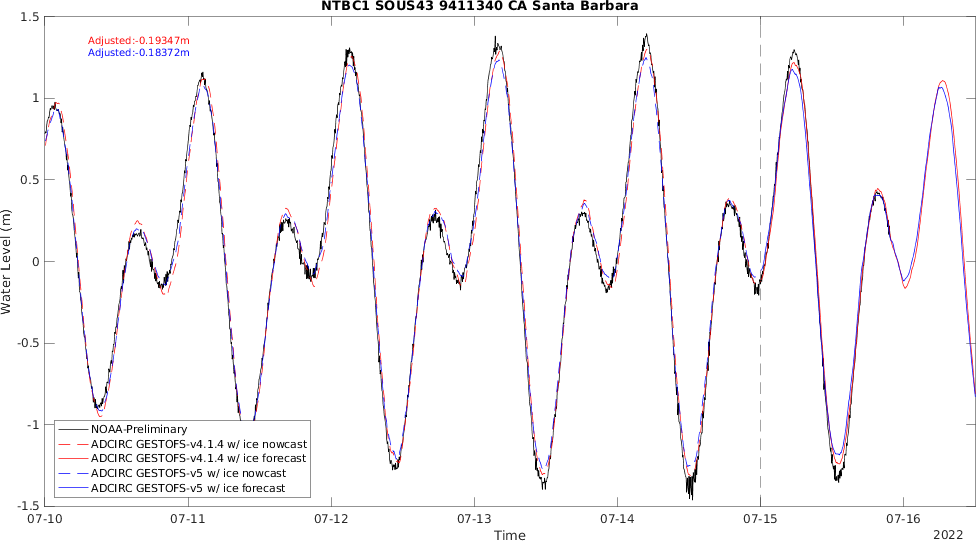 NTBC1 SOUS43 9411340 CA Santa Barbara
Adjusted:-0.19347m
Adjusted:-0.18372m
1.5
1
0.5
0
-0.5
-1
-1.5
Water Level (m)
NOAA-Preliminary
ADCIRC GESTOFS-v4.1.4 w/ ice nowcast
ADCIRC GESTOFS-v4.1.4 w/ ice forecast
ADCIRC GESTOFS-v5 w/ ice nowcast
ADCIRC GESTOFS-v5 w/ ice forecast
07-10 07-11 07-12 07-13 07-14 07-15 07-16
Time
2022